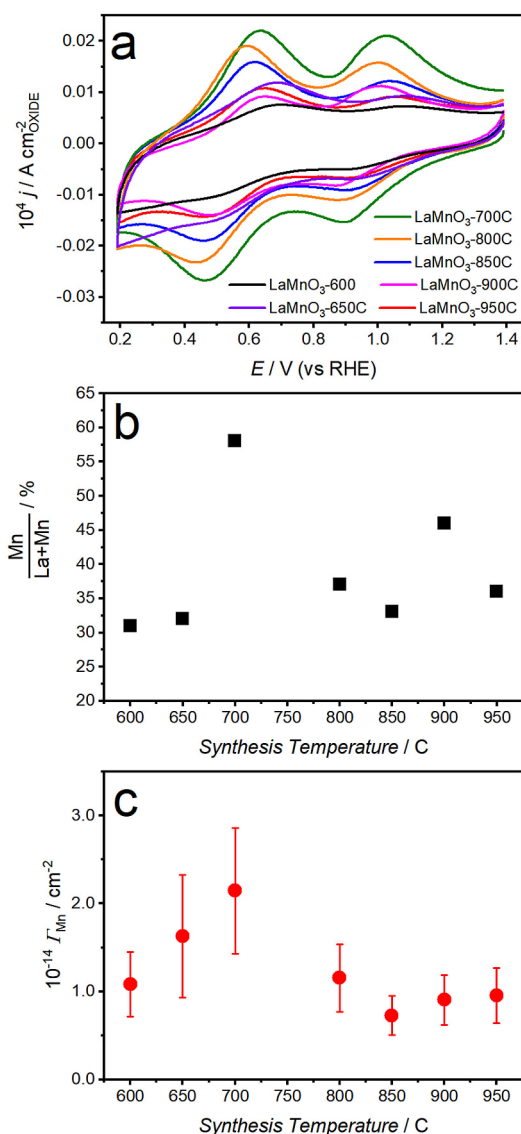 a
10⁴ j / A cm⁻²OXIDE
0.02
0.01
0.00
-0.01
-0.02
-0.03
LaMnO₃-700C
LaMnO₃-800C
LaMnO₃-850C
LaMnO₃-600 LaMnO₃-900C
LaMnO₃-650C LaMnO₃-950C
0.2 0.4 0.6 0.8 1.0 1.2 1.4
E / V (vs RHE)
b
Mn
La+Mn / %
65
60
55
50
45
40
35
30
25
20
600 650 700 750 800 850 900 950
Synthesis Temperature / C
c
10⁻¹⁴ Γ_Mn / cm⁻²
3.0
2.0
1.0
0.0
600 650 700 750 800 850 900 950
Synthesis Temperature / C